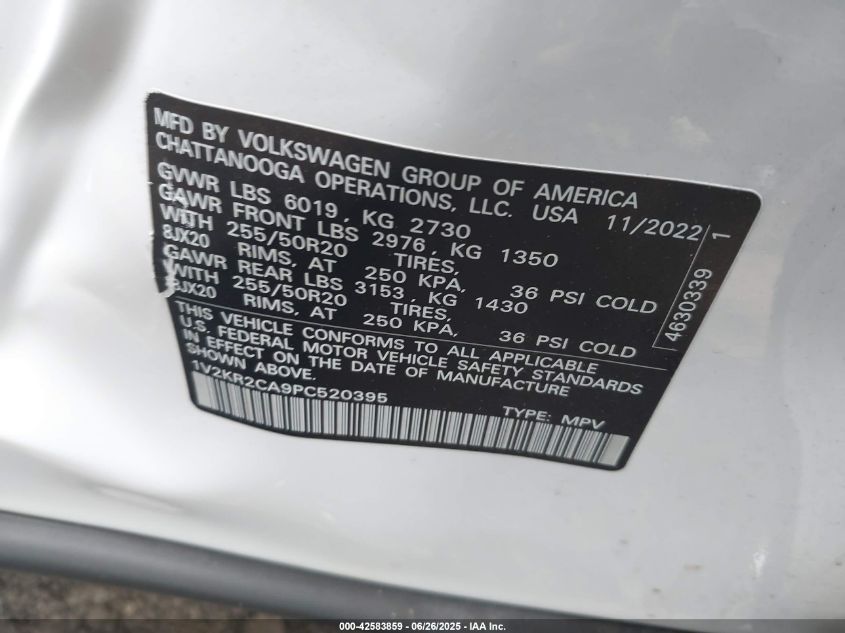 MFD BY VOLKSWAGEN GROUP OF AMERICA
CHATTANOOGA OPERATIONS, LLC. USA 11/2022
GVWR LBS 6019, KG 2730
GAWR FRONT LBS 2976, KG 1350
WITH 255/50R20 TIRES,
8JX20 RIMS, AT 250 KPA, 36 PSI COLD
GAWR REAR LBS 3153, KG 1430
WITH 255/50R20 TIRES,
8JX20 RIMS, AT 250 KPA, 36 PSI COLD
THIS VEHICLE CONFORMS TO ALL APPLICABLE
U.S. FEDERAL MOTOR VEHICLE SAFETY STANDARDS
IN EFFECT ON THE DATE OF MANUFACTURE
SHOWN ABOVE.
1V2KR2CA9PC520395 TYPE: MPV
4630339
1
000-42583859 - 06/26/2025 - IAA Inc.